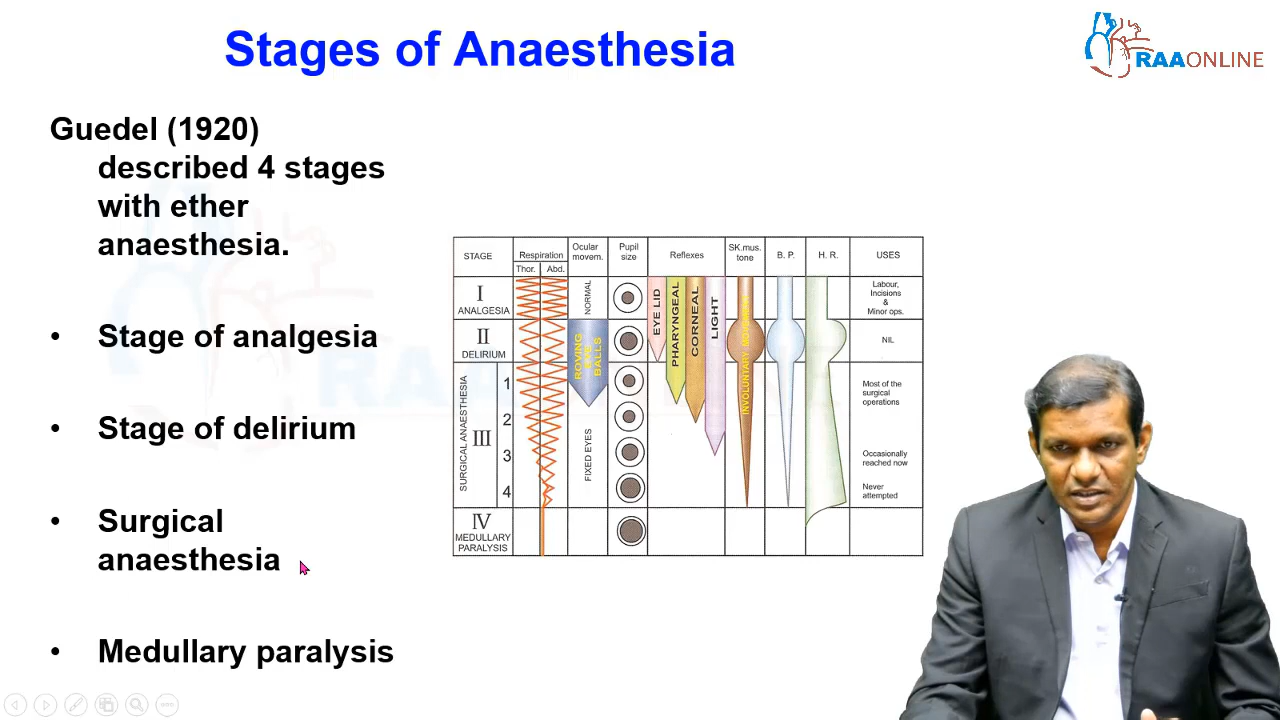 Stages of Anaesthesia
RAAONLINE
Guedel (1920)
described 4 stages
with ether
anaesthesia.
• Stage of analgesia
• Stage of delirium
• Surgical
anaesthesia
• Medullary paralysis
STAGE
Respiration
Thor. Abd.
Ocular
movem.
Pupil
size
Reflexes
SK.mus.
tone
B. P.
H. R.
USES
I
ANALGESIA
NORMAL
EYE LID
PHARYNGEAL
CORNEAL
LIGHT
Labour,
Incisions
&
Minor ops.
II
DELIRIUM
ROVING
EYE
BALLS
NIL
SURGICAL ANAESTHESIA
III
1
2
3
4
FIXED EYES
Most of the
surgical
operations
Occasionally
reached now
Never
attempted
IV
MEDULLARY
PARALYSIS